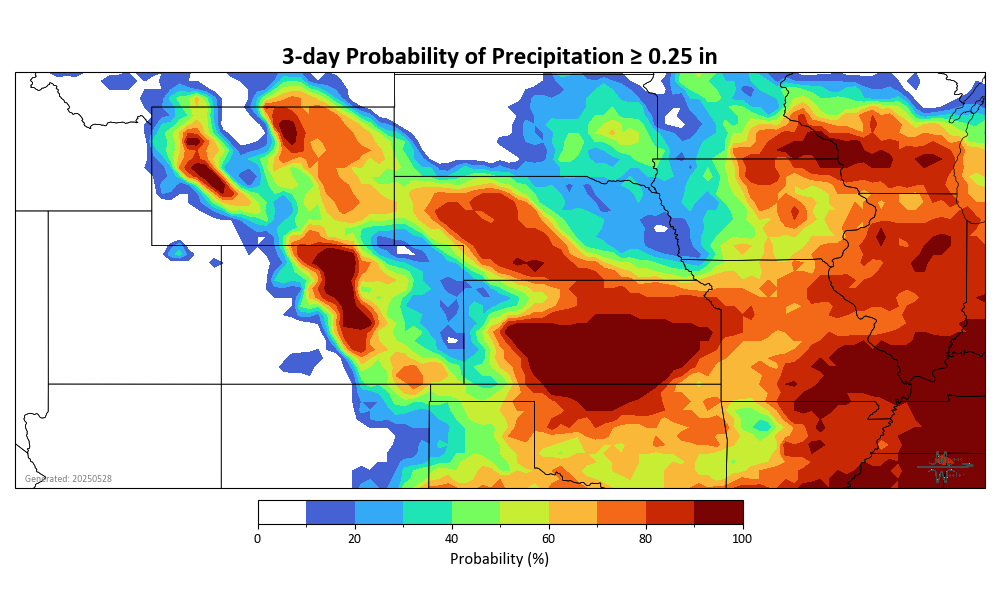 3-day Probability of Precipitation ≥ 0.25 in
Generated: 20250528
0 20 40 60 80 100
Probability (%)